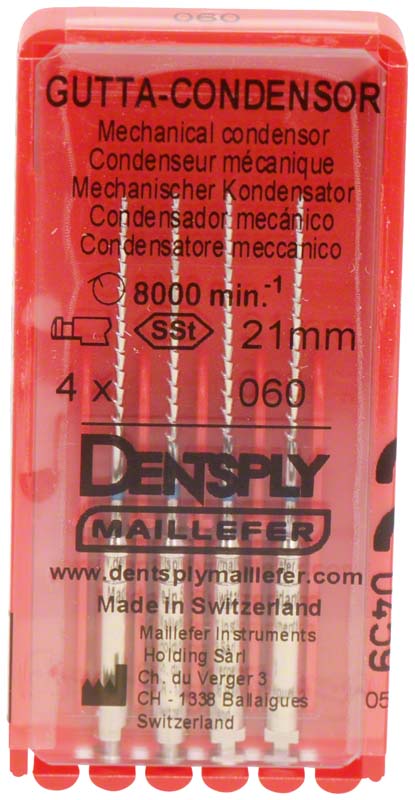 060
GUTTA-CONDENSOR
Mechanical condensor
Condenseur mécanique
Mechanischer Kondensator
Condensador mecánico
Condensatore meccanico
8000 min.-1
SSt 21mm
4 x 060
DENTSPLY
MAILLEFER
www.dentsplymaillefer.com
Made in Switzerland
Maillefer Instruments
Holding Sàrl
Ch. du Verger 3
CH - 1338 Ballaigues
Switzerland
0459
05